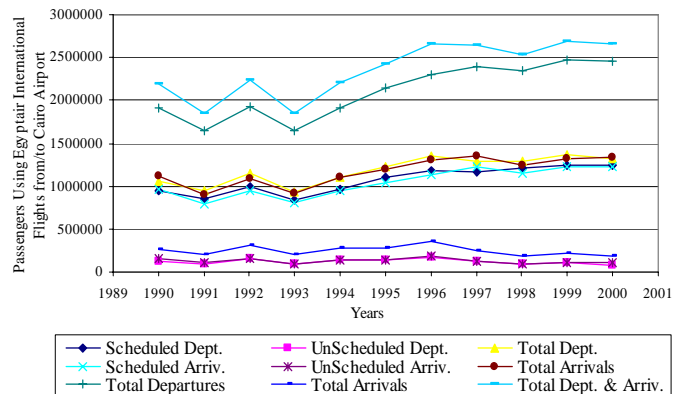 Passengers Using Egyptair International
Flights from/to Cairo Airport
3000000
2500000
2000000
1500000
1000000
500000
0
1989 1990 1991 1992 1993 1994 1995 1996 1997 1998 1999 2000 2001
Years
Scheduled Dept. UnScheduled Dept. Total Dept.
Scheduled Arriv. UnScheduled Arriv. Total Arrivals
Total Departures Total Arrivals Total Dept. & Arriv.